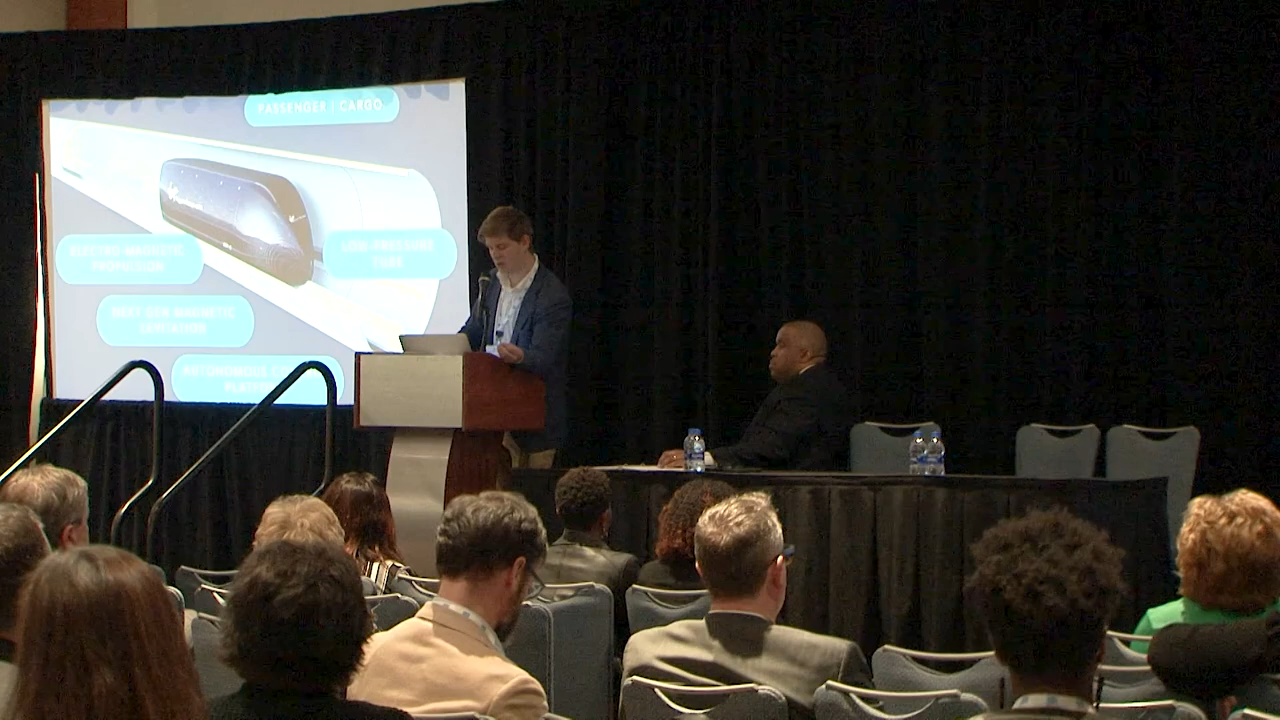 PASSENGER | CARGO
ELECTRO-MAGNETIC
PROPULSION
LOW-PRESSURE
TUBE
NEXT GEN MAGNETIC
LEVITATION
AUTONOMOUS